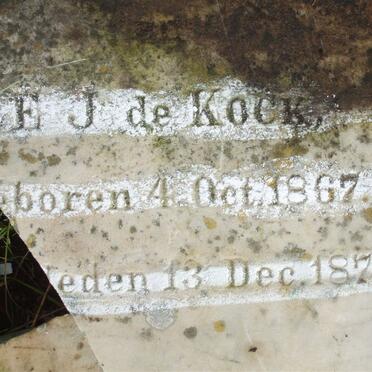 E J de KOCK.
eboren 4 Oct. 1867.
leden 13 Dec. 187